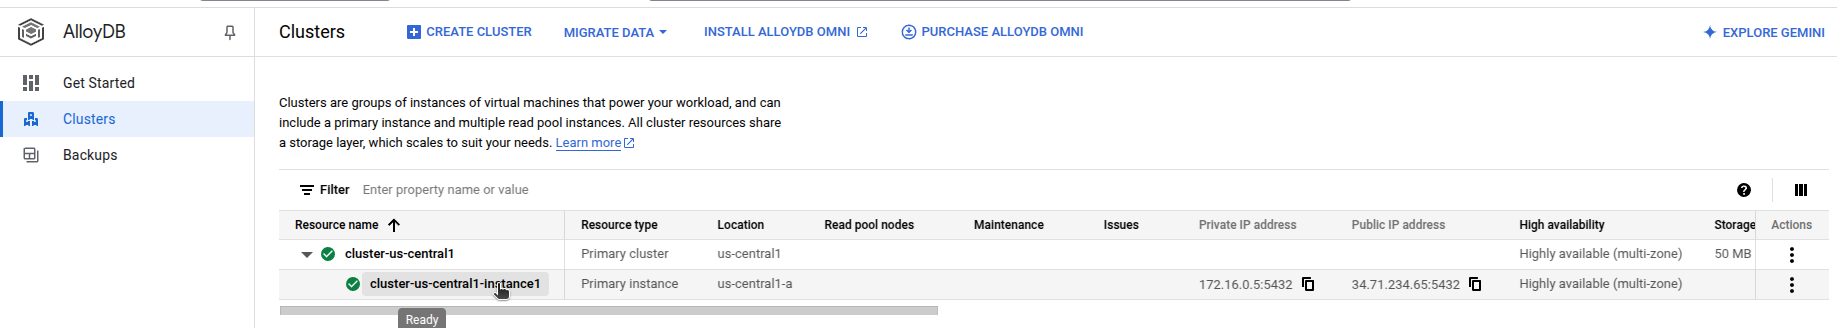 AlloyDB
Clusters
CREATE CLUSTER
MIGRATE DATA
INSTALL ALLOYDB OMNI
PURCHASE ALLOYDB OMNI
EXPLORE GEMINI
Get Started
Clusters
Backups
Clusters are groups of instances of virtual machines that power your workload, and can
include a primary instance and multiple read pool instances. All cluster resources share
a storage layer, which scales to suit your needs. Learn more
Filter Enter property name or value
Resource name Resource type Location Read pool nodes Maintenance Issues Private IP address Public IP address High availability Storage Actions
cluster-us-central1 Primary cluster us-central1 Highly available (multi-zone) 50 MB
cluster-us-central1-instance1 Primary instance us-central1-a 172.16.0.5:5432 34.71.234.65:5432 Highly available (multi-zone)
Ready